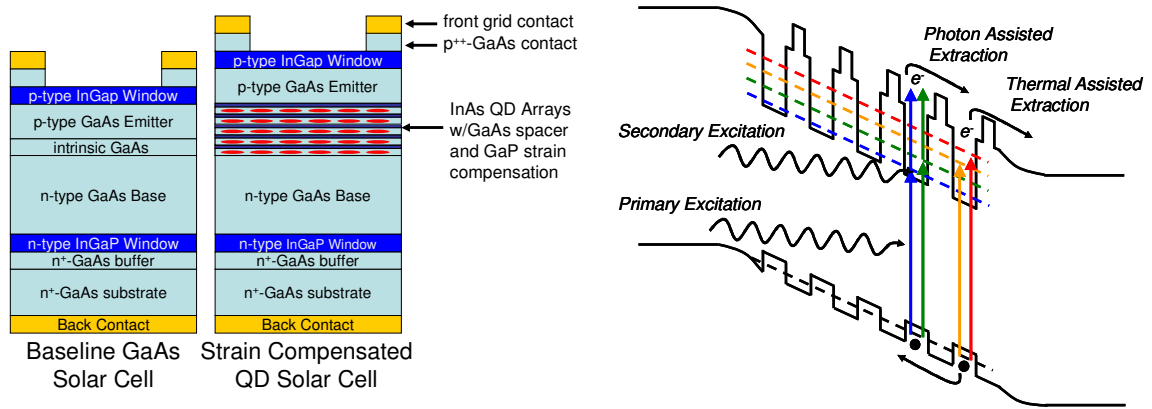 front grid contact
p++-GaAs contact
p-type InGap Window
p-type GaAs Emitter
InAs QD Arrays
w/GaAs spacer
and GaP strain
compensation
n-type GaAs Base
n-type InGaP Window
n+-GaAs buffer
n+-GaAs substrate
Back Contact
Strain Compensated
QD Solar Cell
p-type InGap Window
p-type GaAs Emitter
intrinsic GaAs
n-type GaAs Base
n-type InGaP Window
n+-GaAs buffer
n+-GaAs substrate
Back Contact
Baseline GaAs
Solar Cell
Photon Assisted
Extraction
Thermal Assisted
Extraction
e-
e-
Secondary Excitation
Primary Excitation